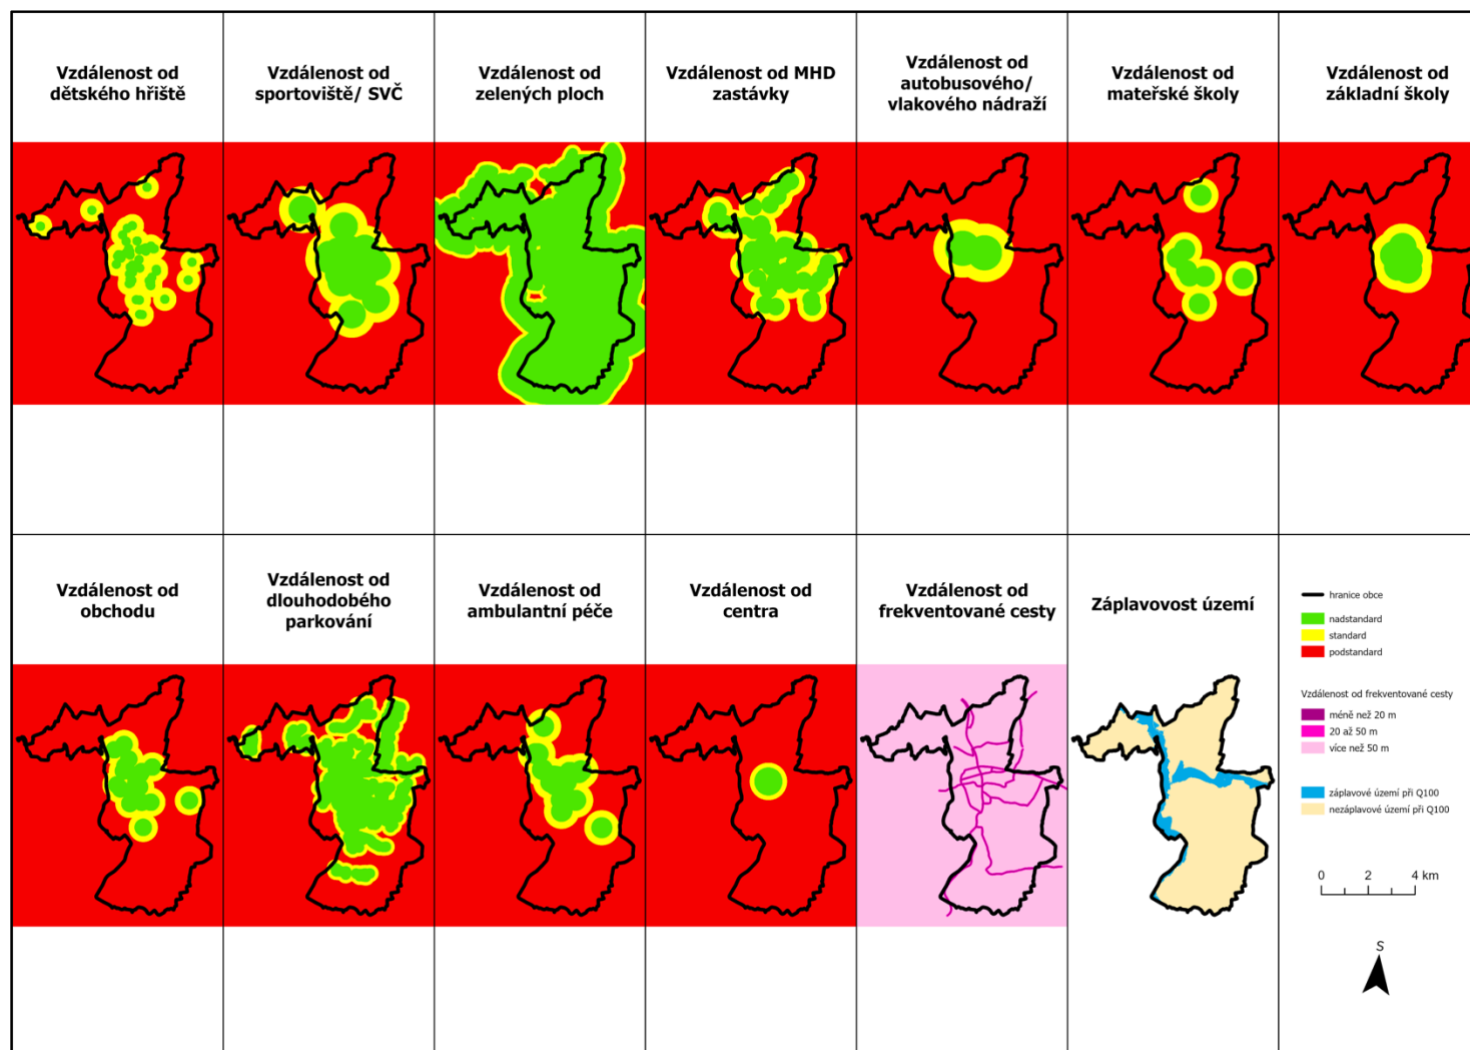 Vzdálenost od
dětského hřiště
Vzdálenost od
sportoviště/ SVČ
Vzdálenost od
zelených ploch
Vzdálenost od MHD
zastávky
Vzdálenost od
autobusového/
vlakového nádraží
Vzdálenost od
mateřské školy
Vzdálenost od
základní školy
Vzdálenost od
obchodu
Vzdálenost od
dlouhodobého
parkování
Vzdálenost od
ambulantní péče
Vzdálenost od
centra
Vzdálenost od
frekventované cesty
Záplavovost území
hranice obce
nadstandard
standard
podstandard
Vzdálenost od frekventované cesty
méně než 20 m
20 až 50 m
více než 50 m
záplavové území při Q100
nezáplavové území při Q100
0 2 4 km
S